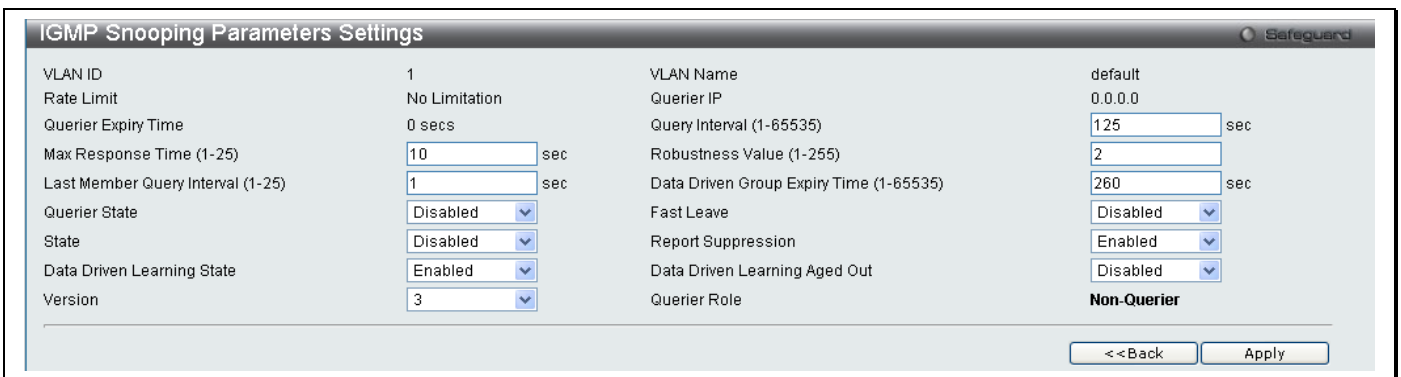 IGMP Snooping Parameters Settings Safeguard
VLAN ID 1 VLAN Name default
Rate Limit No Limitation Querier IP 0.0.0.0
Querier Expiry Time 0 secs Query Interval (1-65535) 125 sec
Max Response Time (1-25) 10 sec Robustness Value (1-255) 2
Last Member Query Interval (1-25) 1 sec Data Driven Group Expiry Time (1-65535) 260 sec
Querier State Disabled Fast Leave Disabled
State Disabled Report Suppression Enabled
Data Driven Learning State Enabled Data Driven Learning Aged Out Disabled
Version 3 Querier Role Non-Querier
<<Back Apply